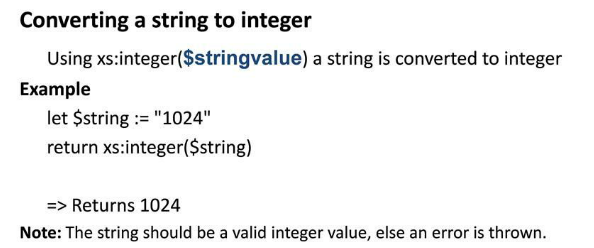 Converting a string to integer
Using xs:integer($stringvalue) a string is converted to integer
Example
let $string := "1024"
return xs:integer($string)
=> Returns 1024
Note: The string should be a valid integer value, else an error is thrown.